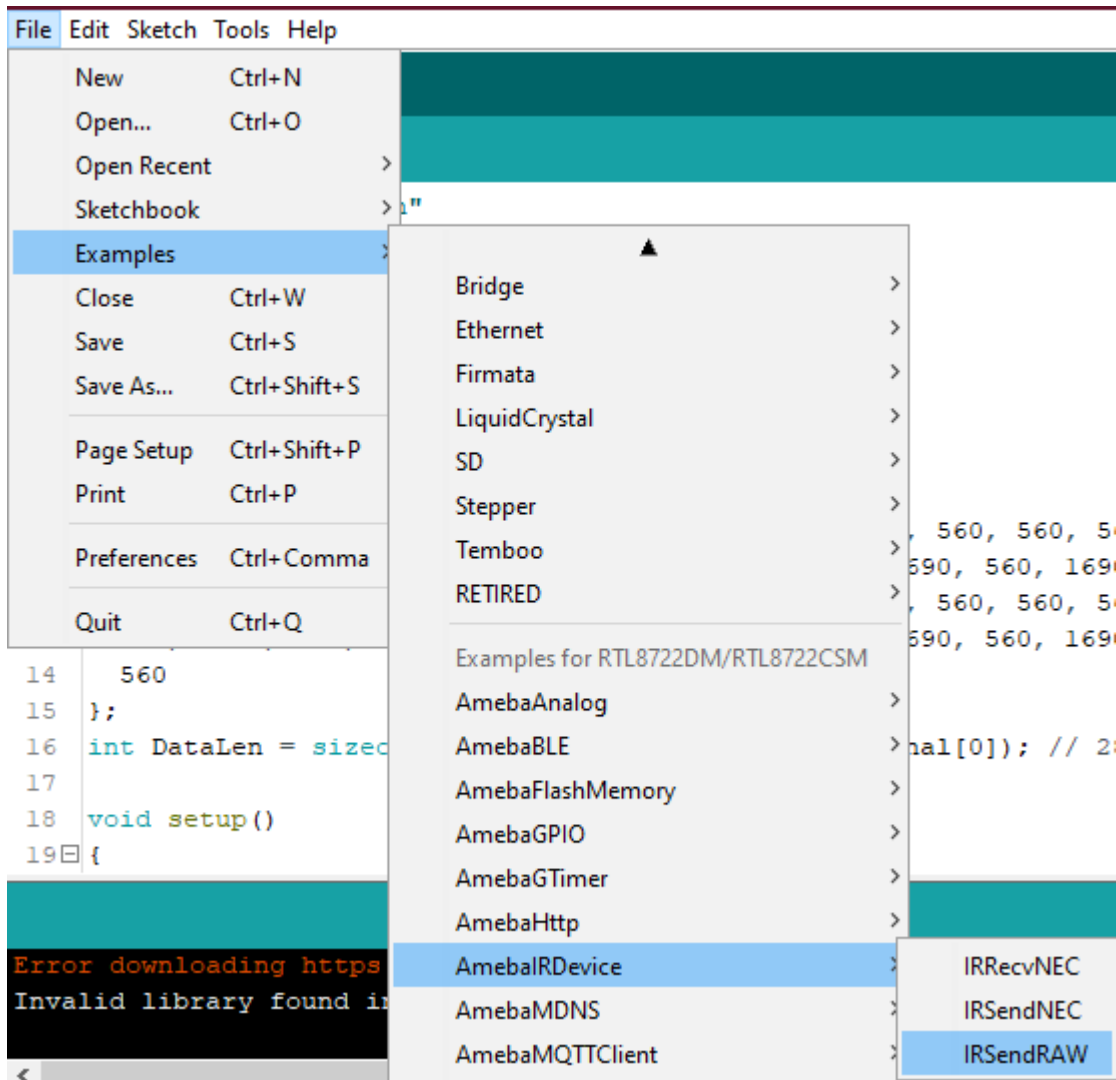 File Edit Sketch Tools Help
New Ctrl+N
Open... Ctrl+O
Open Recent
Sketchbook
Examples
Close Ctrl+W
Save Ctrl+S
Save As... Ctrl+Shift+S
Page Setup Ctrl+Shift+P
Print Ctrl+P
Preferences Ctrl+Comma
Quit Ctrl+Q
Bridge
Ethernet
Firmata
LiquidCrystal
SD
Stepper
Temboo
RETIRED
Examples for RTL8722DM/RTL8722CSM
AmebaAnalog
AmebaBLE
AmebaFlashMemory
AmebaGPIO
AmebaGTimer
AmebaHttp
AmebaIRDevice
AmebaMDNS
AmebaMQTTClient
IRRecvNEC
IRSendNEC
IRSendRAW
, 560, 560, 5
690, 560, 169
, 560, 560, 5
690, 560, 169
14 560
15 };
16 int DataLen = sizeo nal[0]); // 2
17
18 void setup()
19 {
Error downloading https
Invalid library found in